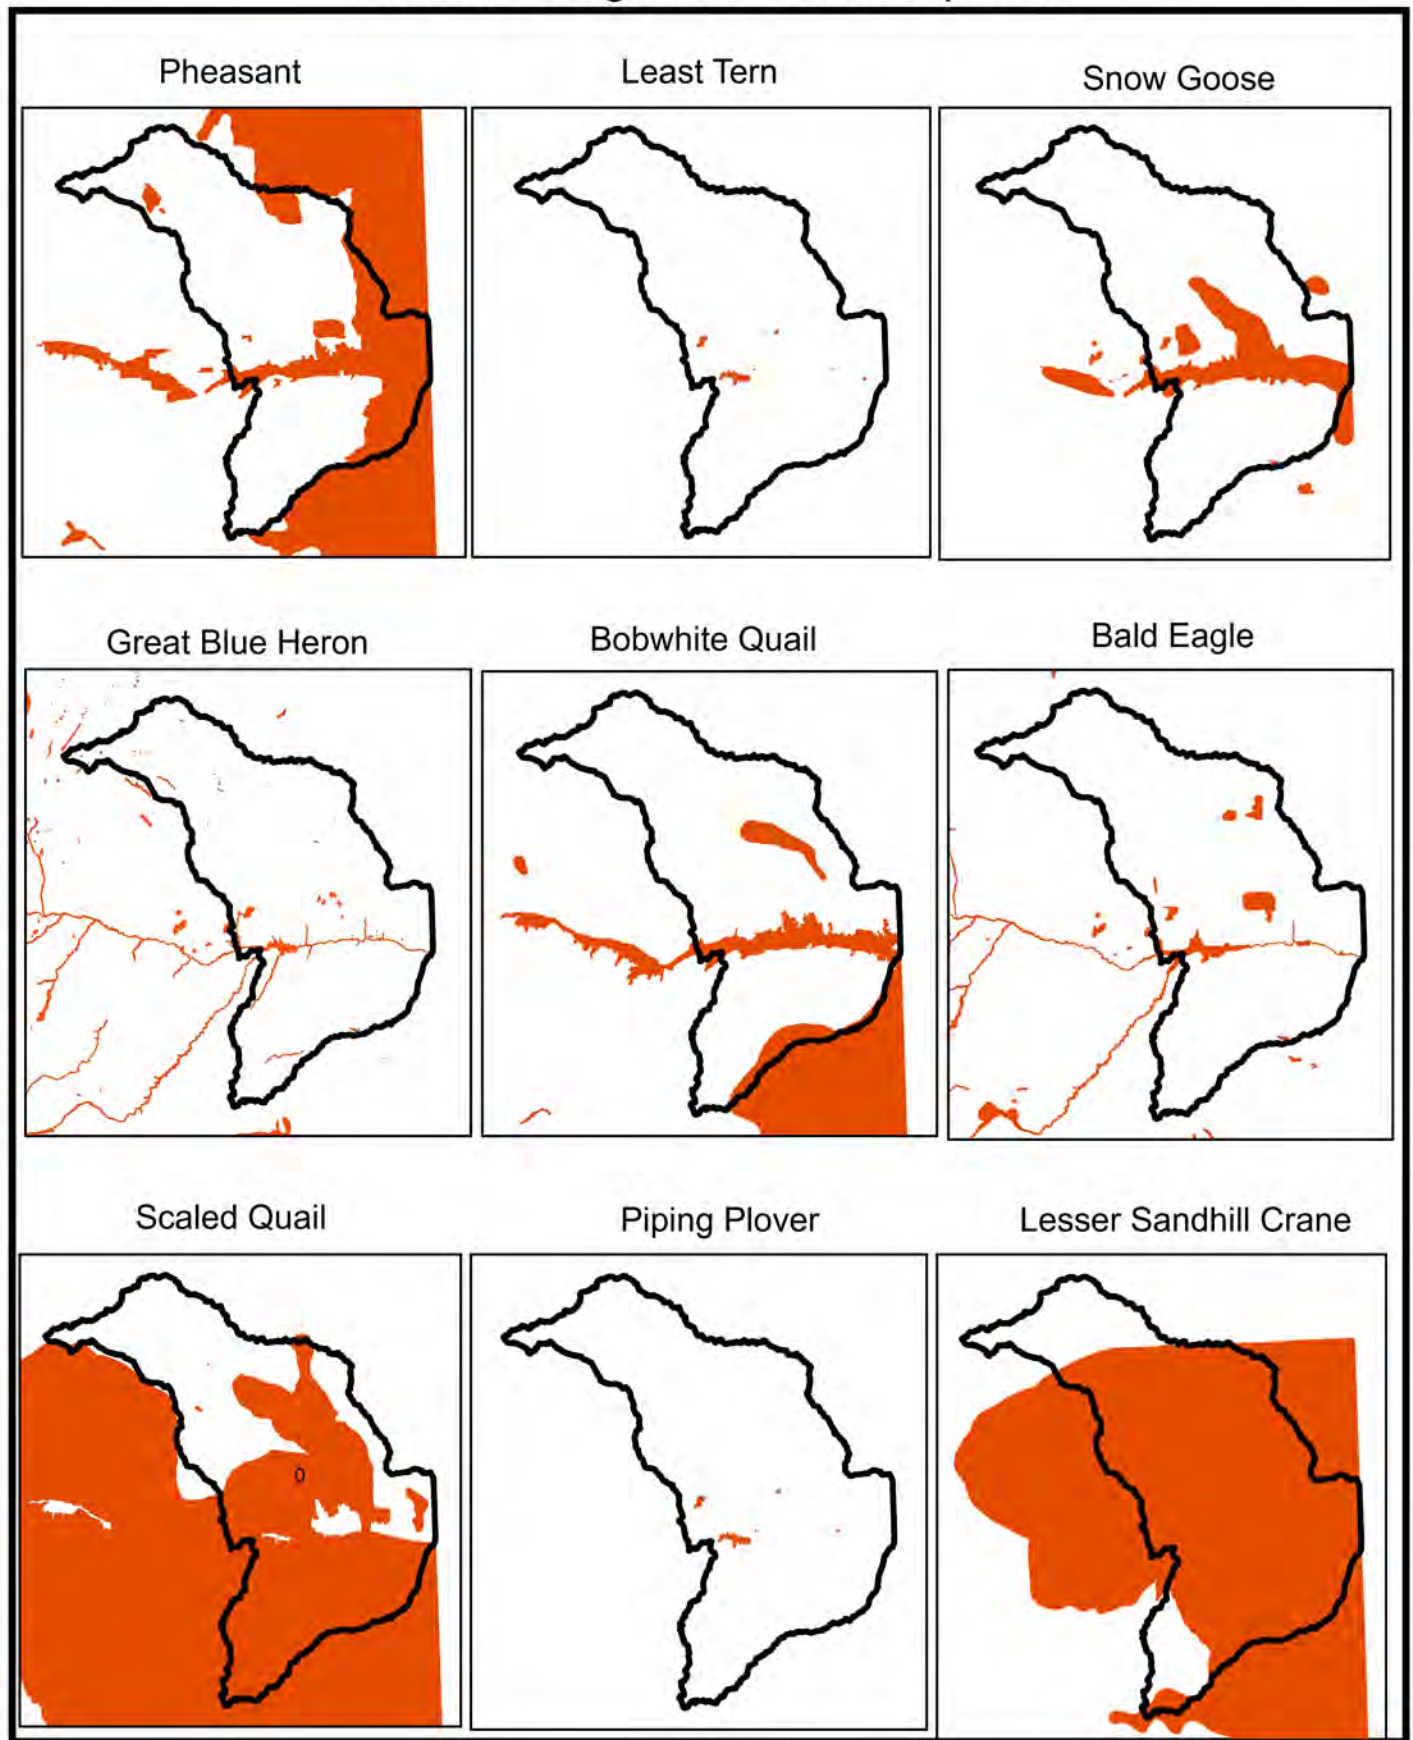 Pheasant
Least Tern
Snow Goose
Great Blue Heron
Bobwhite Quail
Bald Eagle
Scaled Quail
Piping Plover
Lesser Sandhill Crane
0